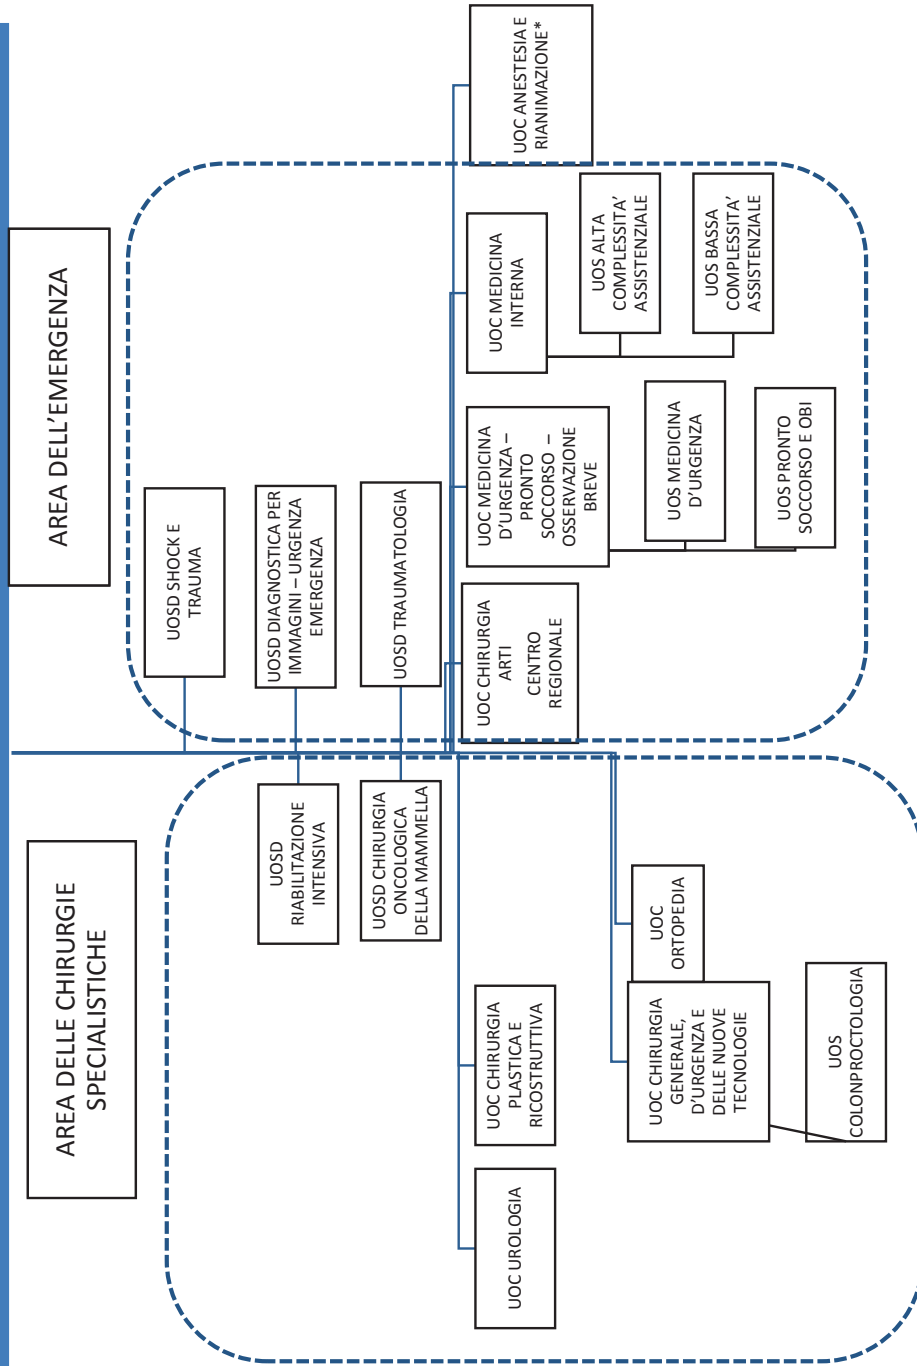 AREA DELLE CHIRURGIE
SPECIALISTICHE
AREA DELL’EMERGENZA
UOSD SHOCK E
TRAUMA
UOSD
RIABILITAZIONE
INTENSIVA
UOSD DIAGNOSTICA PER
IMMAGINI – URGENZA
EMERGENZA
UOSD CHIRURGIA
ONCOLOGICA
DELLA MAMMELLA
UOSD TRAUMATOLOGIA
UOC UROLOGIA
UOC CHIRURGIA
PLASTICA E
RICOSTRUTTIVA
UOC CHIRURGIA
ARTI
CENTRO
REGIONALE
UOC MEDICINA
D’URGENZA –
PRONTO
SOCCORSO –
OSSERVAZIONE
BREVE
UOC MEDICINA
INTERNA
UOC ANESTESIA E
RIANIMAZIONE*
UOS ALTA
COMPLESSITA’
ASSISTENZIALE
UOC CHIRURGIA
GENERALE,
D’URGENZA E
DELLE NUOVE
TECNOLOGIE
UOC
ORTOPEDIA
UOS MEDICINA
D’URGENZA
UOS BASSA
COMPLESSITA’
ASSISTENZIALE
UOS
COLONPROCTOLOGIA
UOS PRONTO
SOCCORSO E OBI